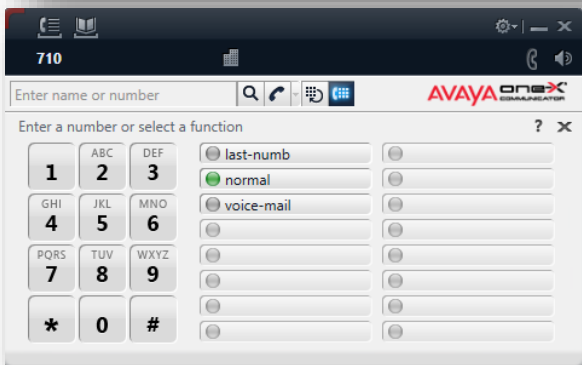 710
Enter name or number
AVAYA one-X COMMUNICATOR
Enter a number or select a function ?
1 ABC 2 DEF 3
GHI 4 JKL 5 MNO 6
PQRS 7 TUV 8 WXYZ 9
* 0 #
last-numb
normal
voice-mail